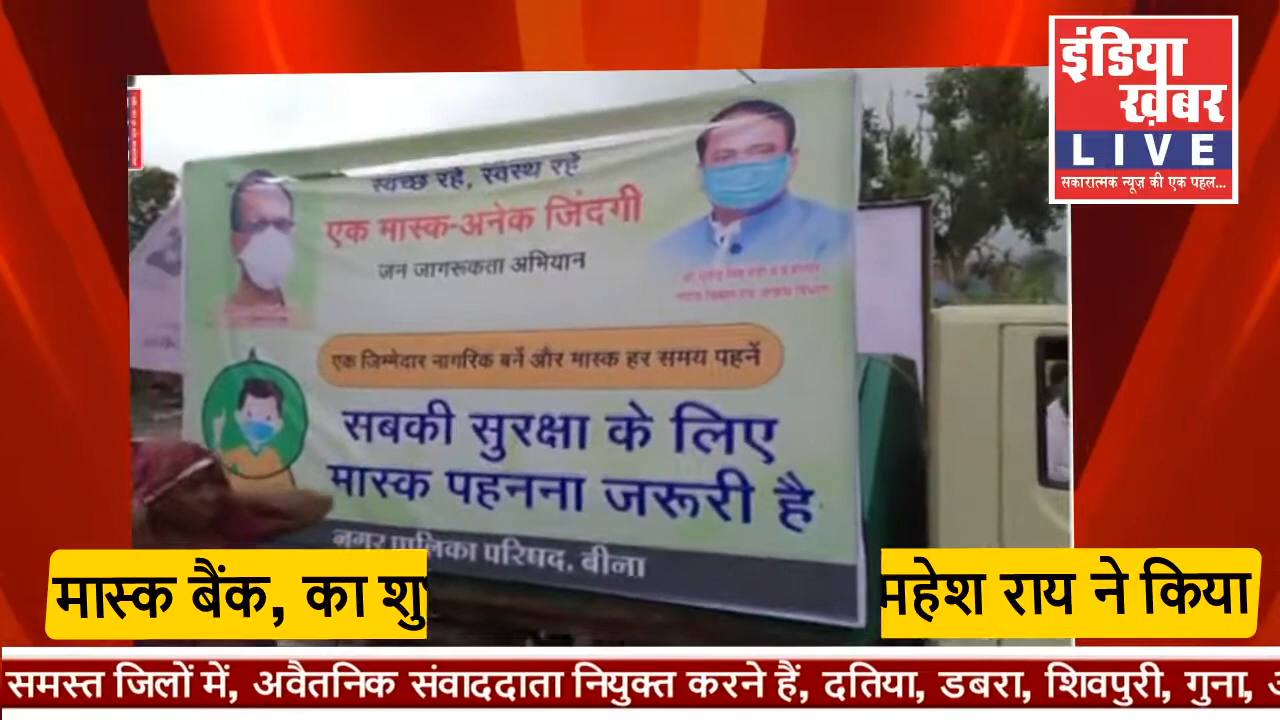 इंडिया
ख़बर
LIVE
सकारात्मक न्यूज़ की एक पहल...
स्वच्छ रहें, स्वस्थ रहें
एक मास्क-अनेक जिंदगी
जन जागरूकता अभियान
एक जिम्मेदार नागरिक बनें और मास्क हर समय पहनें
सबकी सुरक्षा के लिए
मास्क पहनना जरूरी है
नगर पालिका परिषद, बीना
मास्क बैंक, का
महेश राय ने किया
समस्त जिलों में, अवैतनिक संवाददाता नियुक्त करने हैं, दतिया, डबरा, शिवपुरी, गुना,